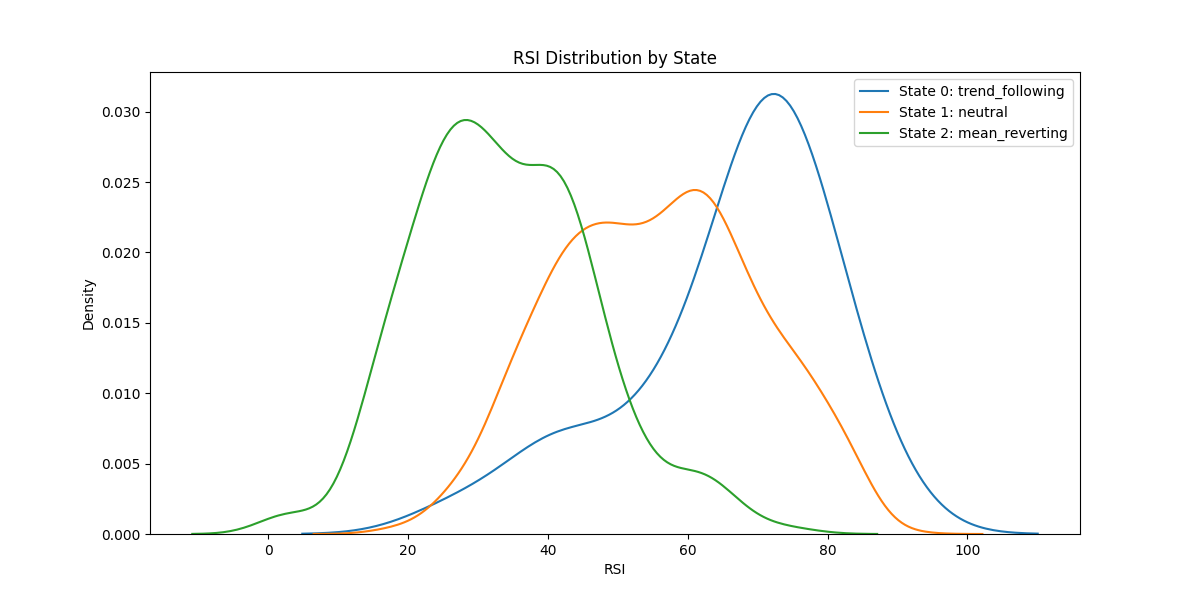 RSI Distribution by State
State 0: trend_following
State 1: neutral
State 2: mean_reverting
Density
0.030
0.025
0.020
0.015
0.010
0.005
0.000
0 20 40 60 80 100
RSI